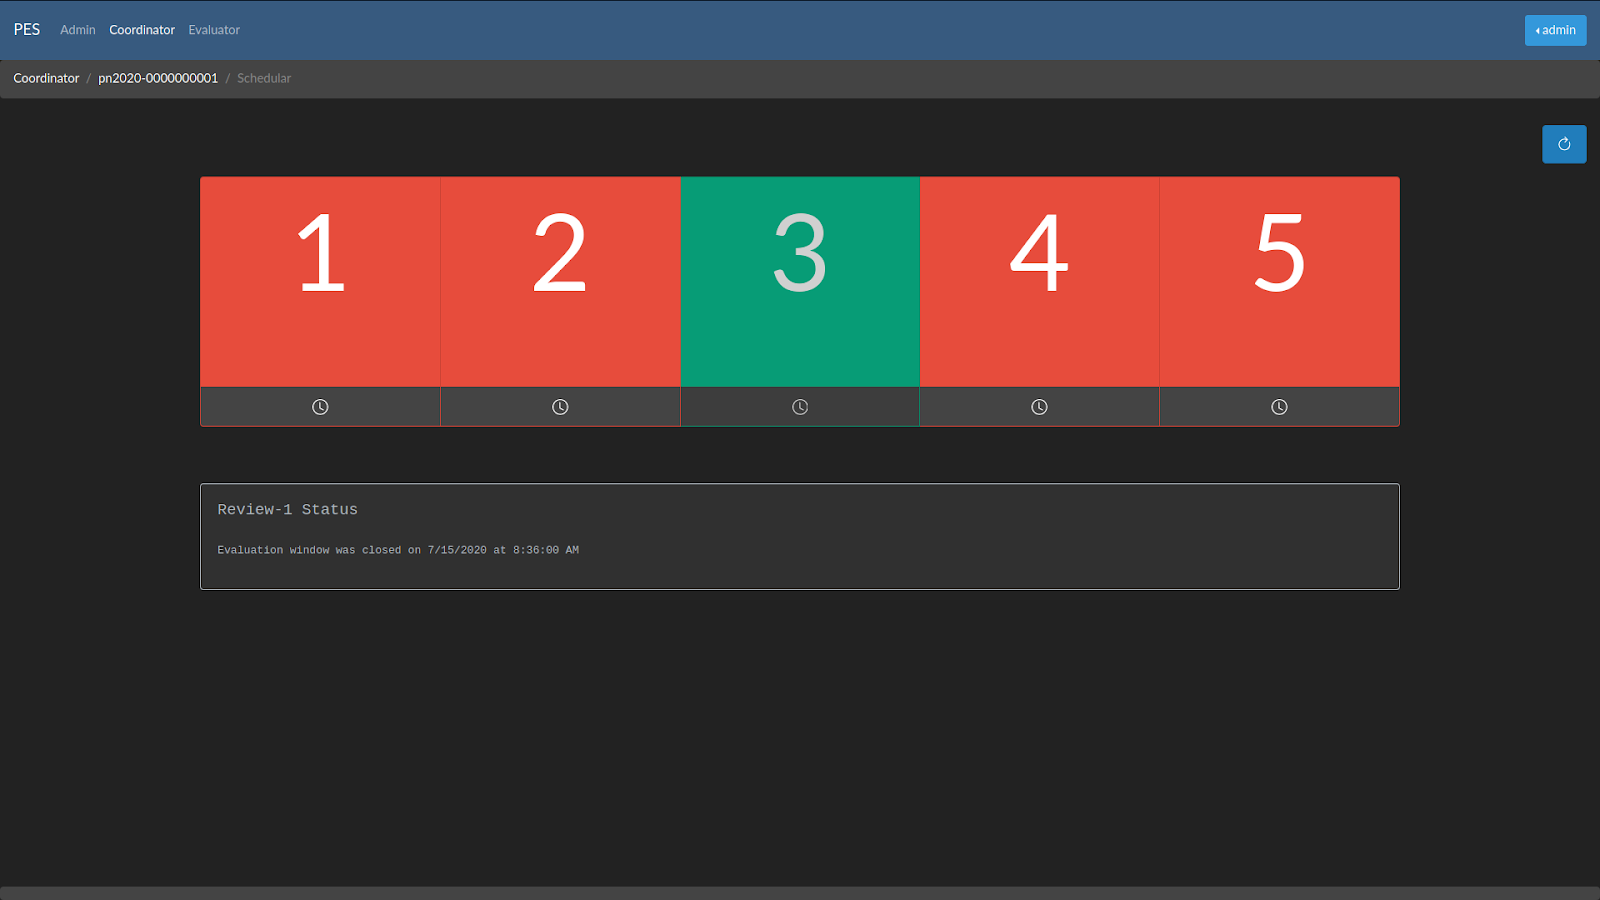 PES Admin Coordinator Evaluator admin
Coordinator / pn2020-0000000001 / Schedular
1 2 3 4 5
Review-1 Status
Evaluation window was closed on 7/15/2020 at 8:36:00 AM